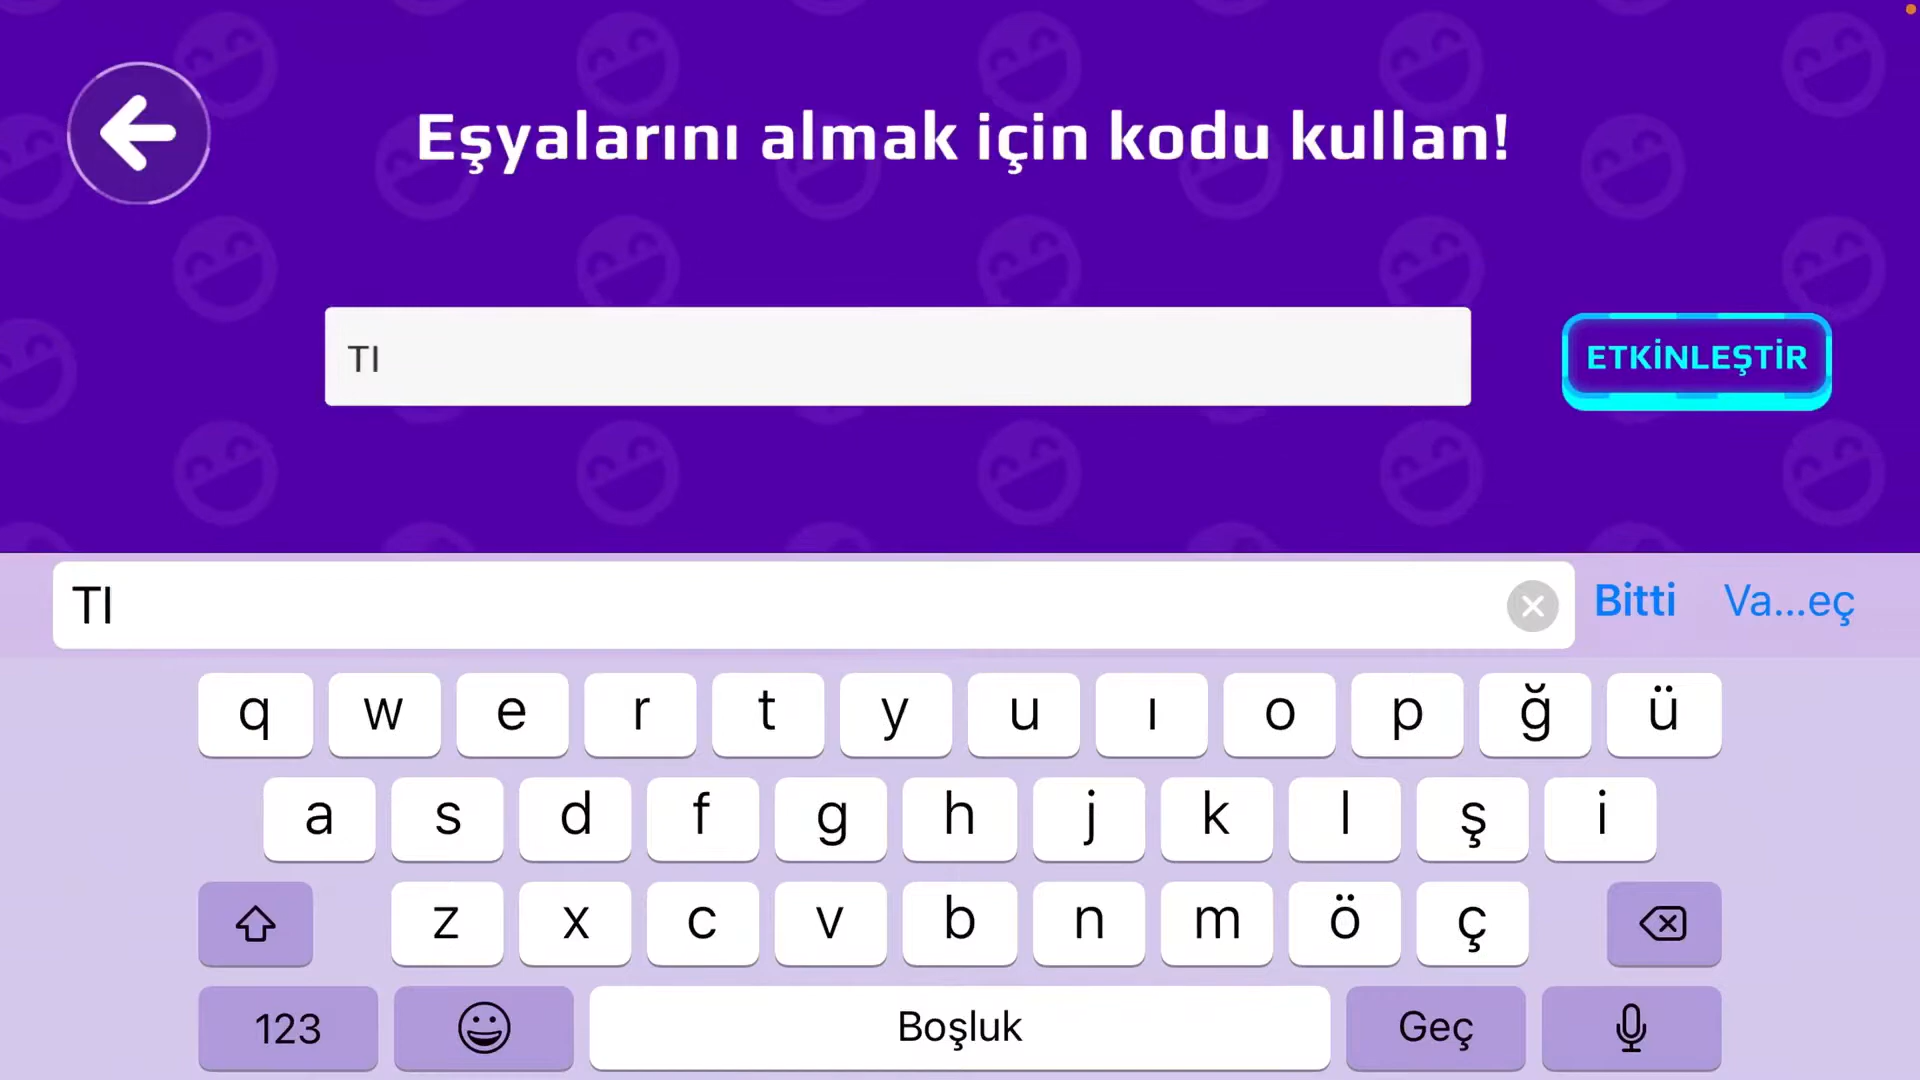 Eşyalarını almak için kodu kullan!
TI
ETKİNLEŞTİR
TI
Bitti
Va...eç
q w e r t y u ı o p ğ ü
a s d f g h j k l ş i
z x c v b n m ö ç
123
Boşluk
Geç